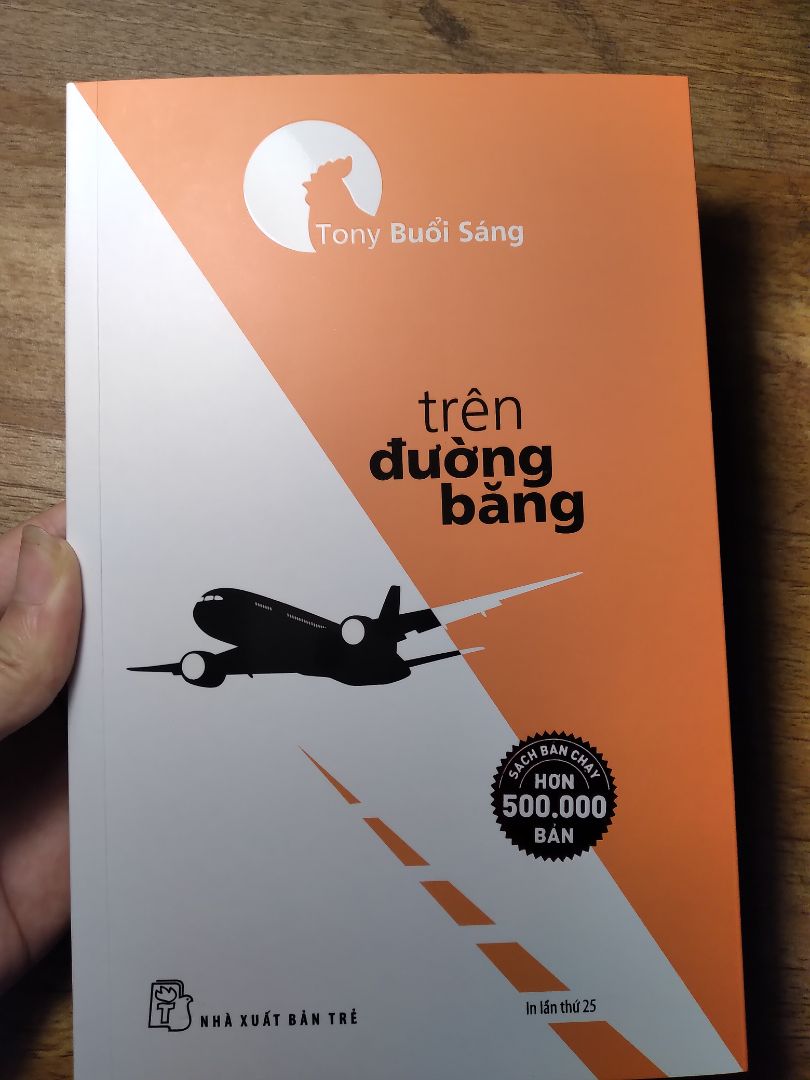 Tony Buổi Sáng
trên
đường
băng
SÁCH BÁN CHẠY
HƠN
500.000
BẢN
T
NHÀ XUẤT BẢN TRẺ
In lần thứ 25